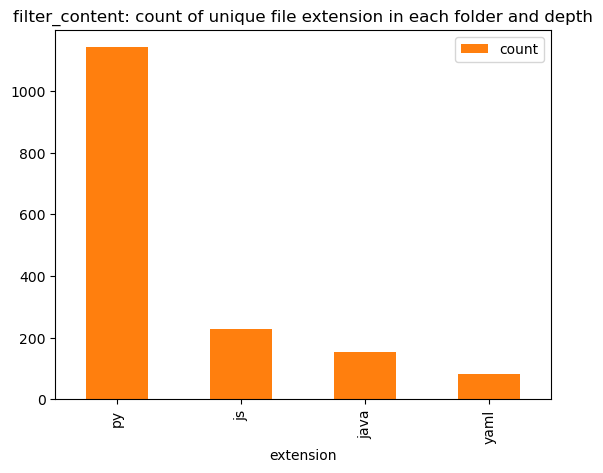 filter_content: count of unique file extension in each folder and depth
count
1000
800
600
400
200
0
py
js
java
yaml
extension